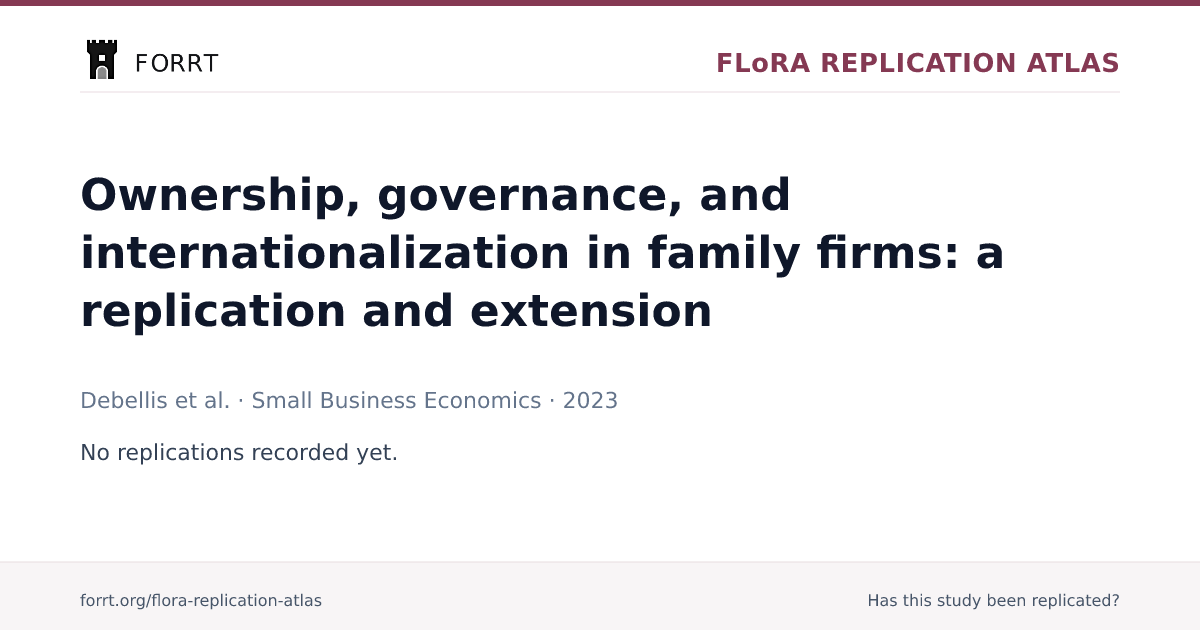 FORRT
FLoRA REPLICATION ATLAS
Ownership, governance, and
internationalization in family firms: a
replication and extension
Debellis et al. · Small Business Economics · 2023
No replications recorded yet.
forrt.org/flora-replication-atlas
Has this study been replicated?